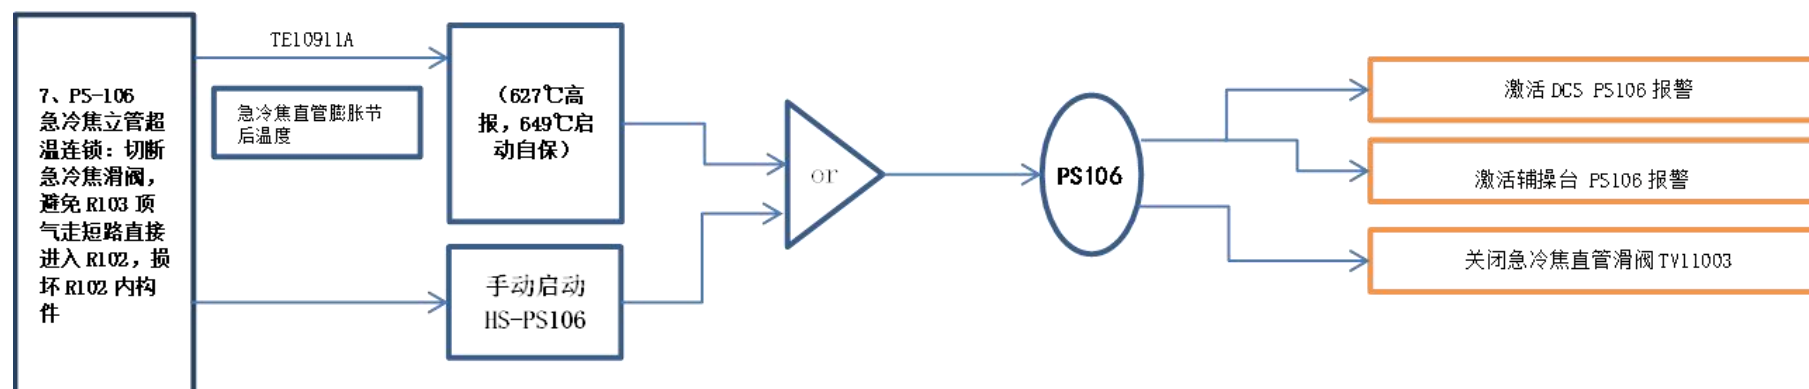 7、PS-106
急冷焦立管超
温连锁：切断
急冷焦滑阀，
避免 R103 顶
气走短路直接
进入 R102，损
坏 R102 内构
件
TE10911A
急冷焦直管膨胀节
后温度
（627℃高
报，649℃启
动自保）
手动启动
HS-PS106
or
PS106
激活 DCS PS106 报警
激活辅操台 PS106 报警
关闭急冷焦直管滑阀 TV11003